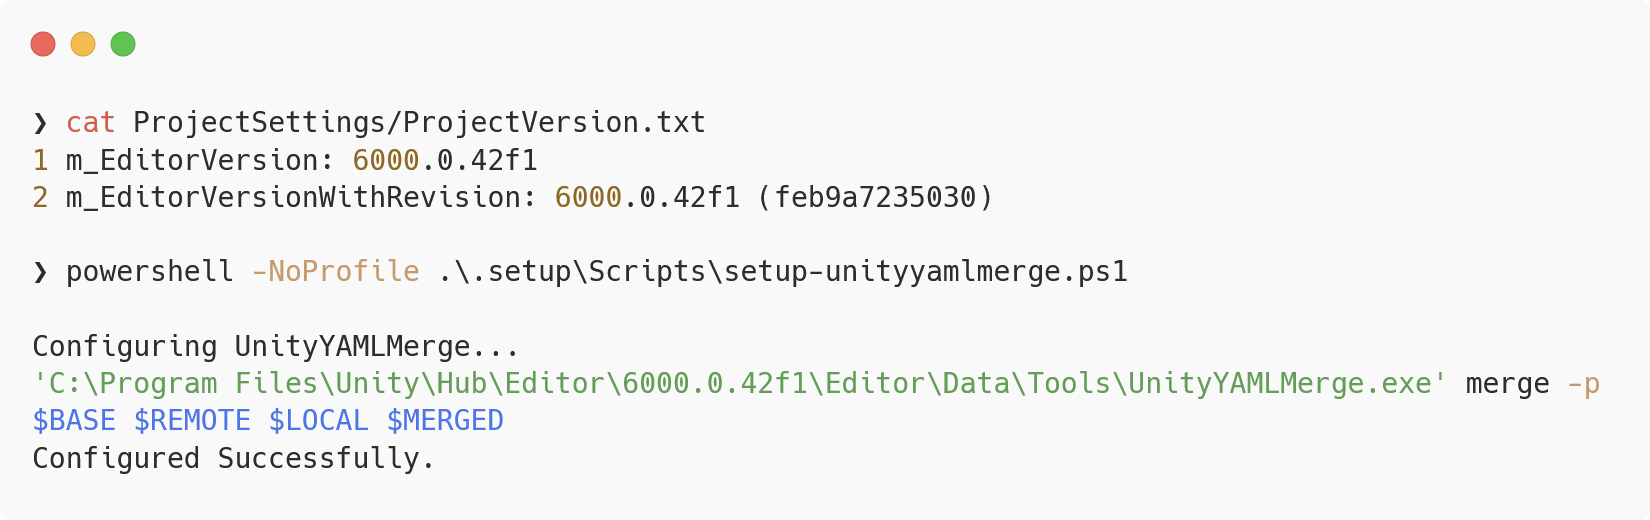 ❯ cat ProjectSettings/ProjectVersion.txt
1 m_EditorVersion: 6000.0.42f1
2 m_EditorVersionWithRevision: 6000.0.42f1 (feb9a7235030)
❯ powershell -NoProfile .\.setup\Scripts\setup-unityyamlmerge.ps1
Configuring UnityYAMLMerge...
'C:\Program Files\Unity\Hub\Editor\6000.0.42f1\Editor\Data\Tools\UnityYAMLMerge.exe' merge -p
$BASE $REMOTE $LOCAL $MERGED
Configured Successfully.